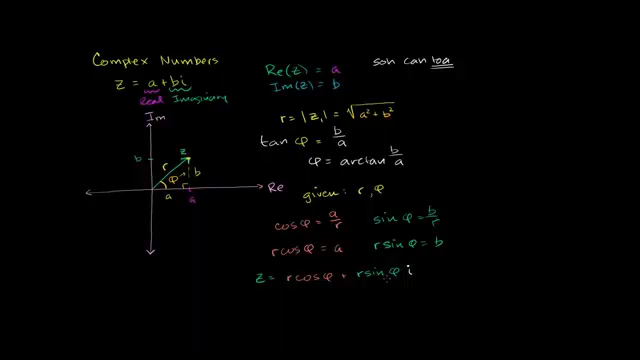 Complex Numbers
z = a + bi
Real Imaginary
Im
b
z
r
φ
b
a
a
Re
Re(z) = a
Im(z) = b
soh cah toa
r = |z₁| = √a² + b²
tan φ = b/a
φ = arctan b/a
given: r, φ
cos φ = a/r
sin φ = b/r
r cos φ = a
r sin φ = b
z = r cos φ + r sin φ i